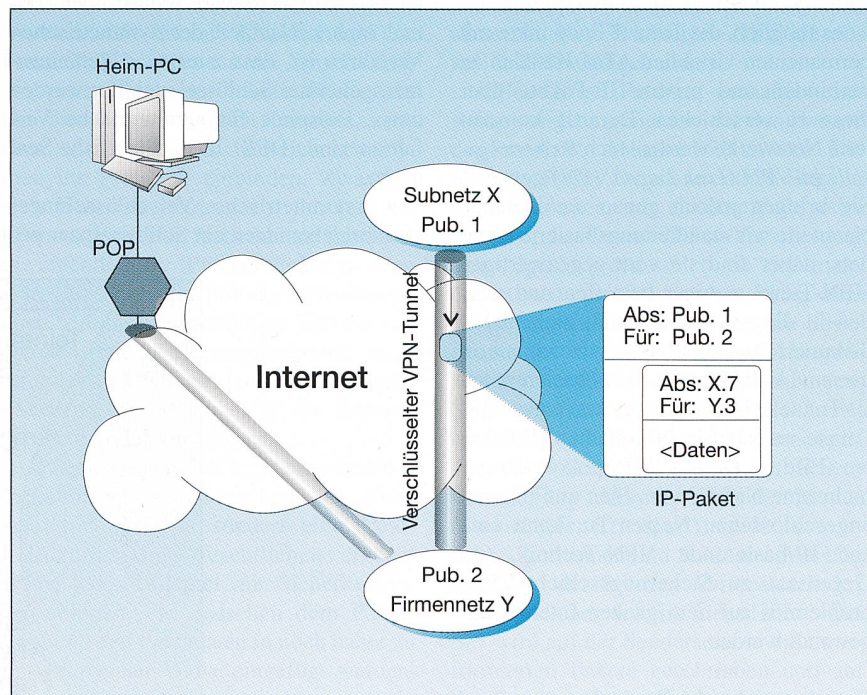 Heim-PC
POP
Subnetz X
Pub. 1
Internet
Verschlüsselter VPN-Tunnel
Abs: Pub. 1
Für: Pub. 2
Abs: X.7
Für: Y.3
<Daten>
IP-Paket
Pub. 2
Firmennetz Y